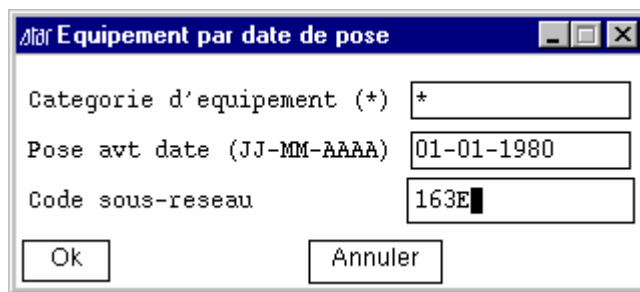 Star Equipement par date de pose
Categorie d'equipement (*) *
Pose avt date (JJ-MM-AAAA) 01-01-1980
Code sous-reseau 163E
Ok Annuler